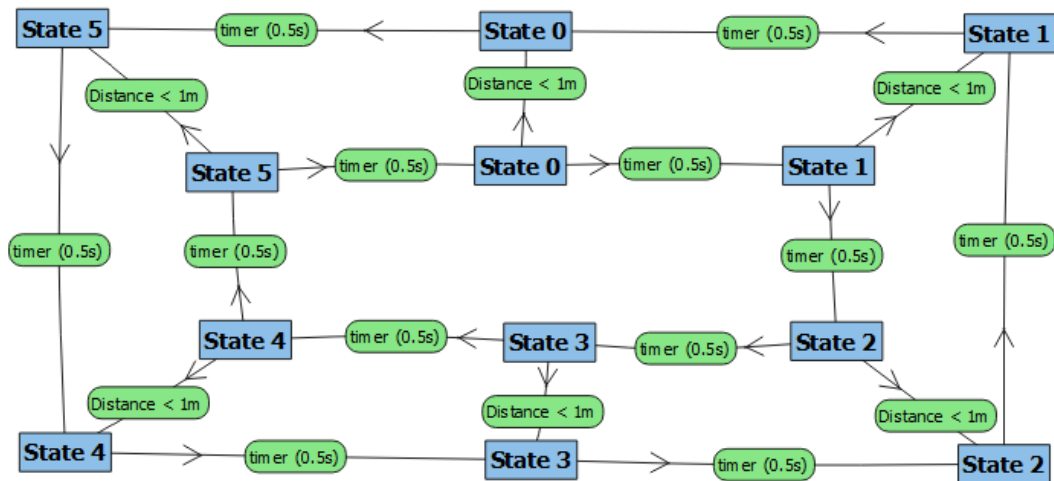 State 5
timer (0.5s)
State 0
timer (0.5s)
State 1
Distance < 1m
Distance < 1m
Distance < 1m
State 5
timer (0.5s)
State 0
timer (0.5s)
State 1
timer (0.5s)
timer (0.5s)
timer (0.5s)
timer (0.5s)
State 4
timer (0.5s)
State 3
timer (0.5s)
State 2
Distance < 1m
Distance < 1m
Distance < 1m
State 4
timer (0.5s)
State 3
timer (0.5s)
State 2